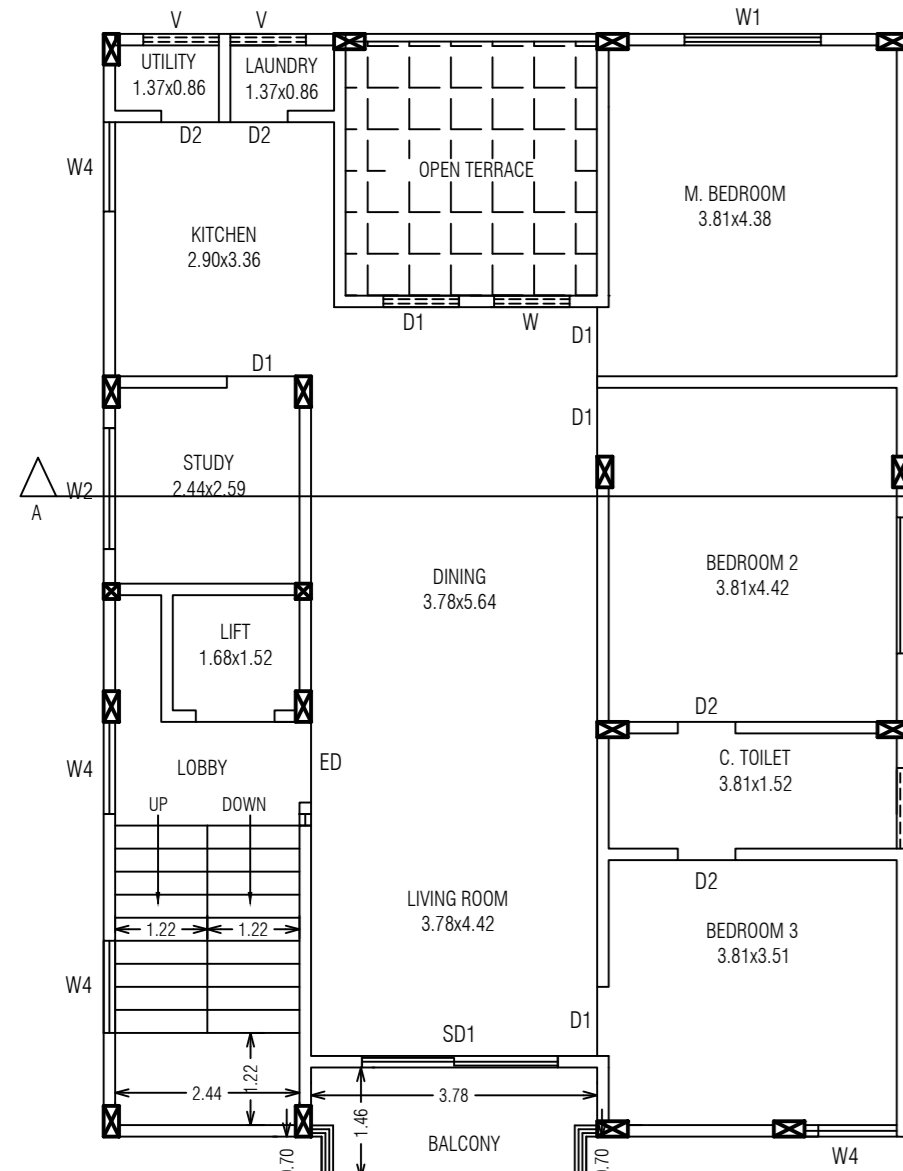 V
V
W1
UTILITY
1.37x0.86
LAUNDRY
1.37x0.86
D2
D2
W4
OPEN TERRACE
M. BEDROOM
3.81x4.38
KITCHEN
2.90x3.36
D1
W
D1
D1
D1
STUDY
2.44x2.59
W2
A
DINING
3.78x5.64
BEDROOM 2
3.81x4.42
LIFT
1.68x1.52
D2
W4
LOBBY
ED
C. TOILET
3.81x1.52
UP
DOWN
D2
LIVING ROOM
3.78x4.42
1.22
1.22
BEDROOM 3
3.81x3.51
W4
SD1
D1
1.22
2.44
3.78
1.46
BALCONY
0.70
0.70
W4